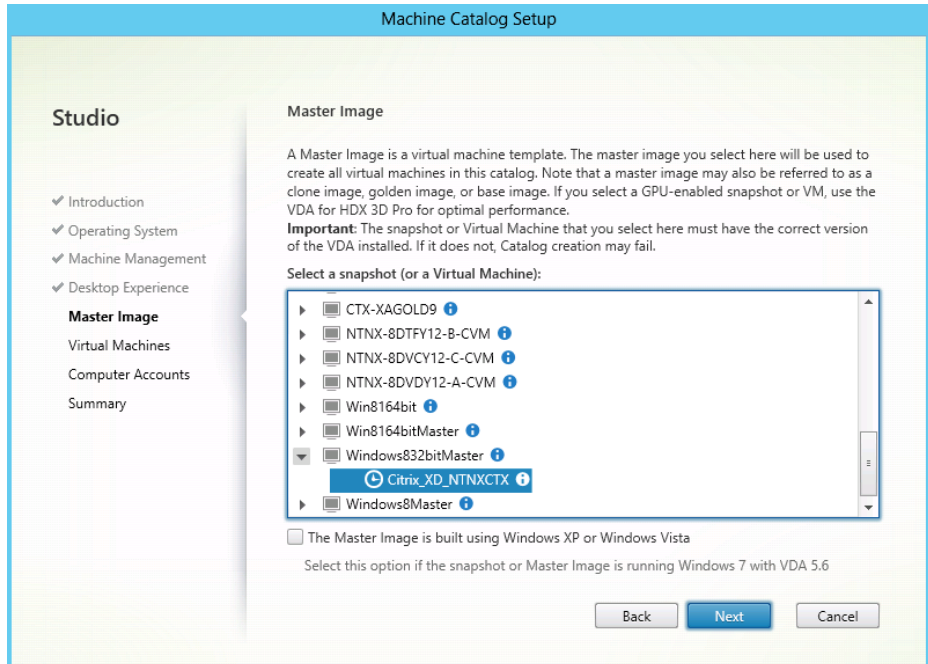 Machine Catalog Setup
Studio
Introduction
Operating System
Machine Management
Desktop Experience
Master Image
Virtual Machines
Computer Accounts
Summary
Master Image
A Master Image is a virtual machine template. The master image you select here will be used to
create all virtual machines in this catalog. Note that a master image may also be referred to as a
clone image, golden image, or base image. If you select a GPU-enabled snapshot or VM, use the
VDA for HDX 3D Pro for optimal performance.
Important: The snapshot or Virtual Machine that you select here must have the correct version
of the VDA installed. If it does not, Catalog creation may fail.
Select a snapshot (or a Virtual Machine):
CTX-XAGOLD9
NTNX-8DTFY12-B-CVM
NTNX-8DVCY12-C-CVM
NTNX-8DVDY12-A-CVM
Win8164bit
Win8164bitMaster
Windows832bitMaster
Citrix_XD_NTNXCTX
Windows8Master
The Master Image is built using Windows XP or Windows Vista
Select this option if the snapshot or Master Image is running Windows 7 with VDA 5.6
Back Next Cancel